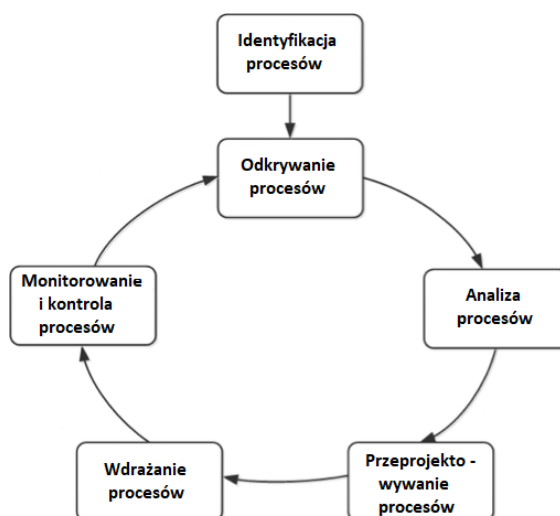 Identyfikacja
procesów
Odkrywanie
procesów
Monitorowanie
i kontrola
procesów
Analiza
procesów
Wdrażanie
procesów
Przeprojekto -
wywanie
procesów